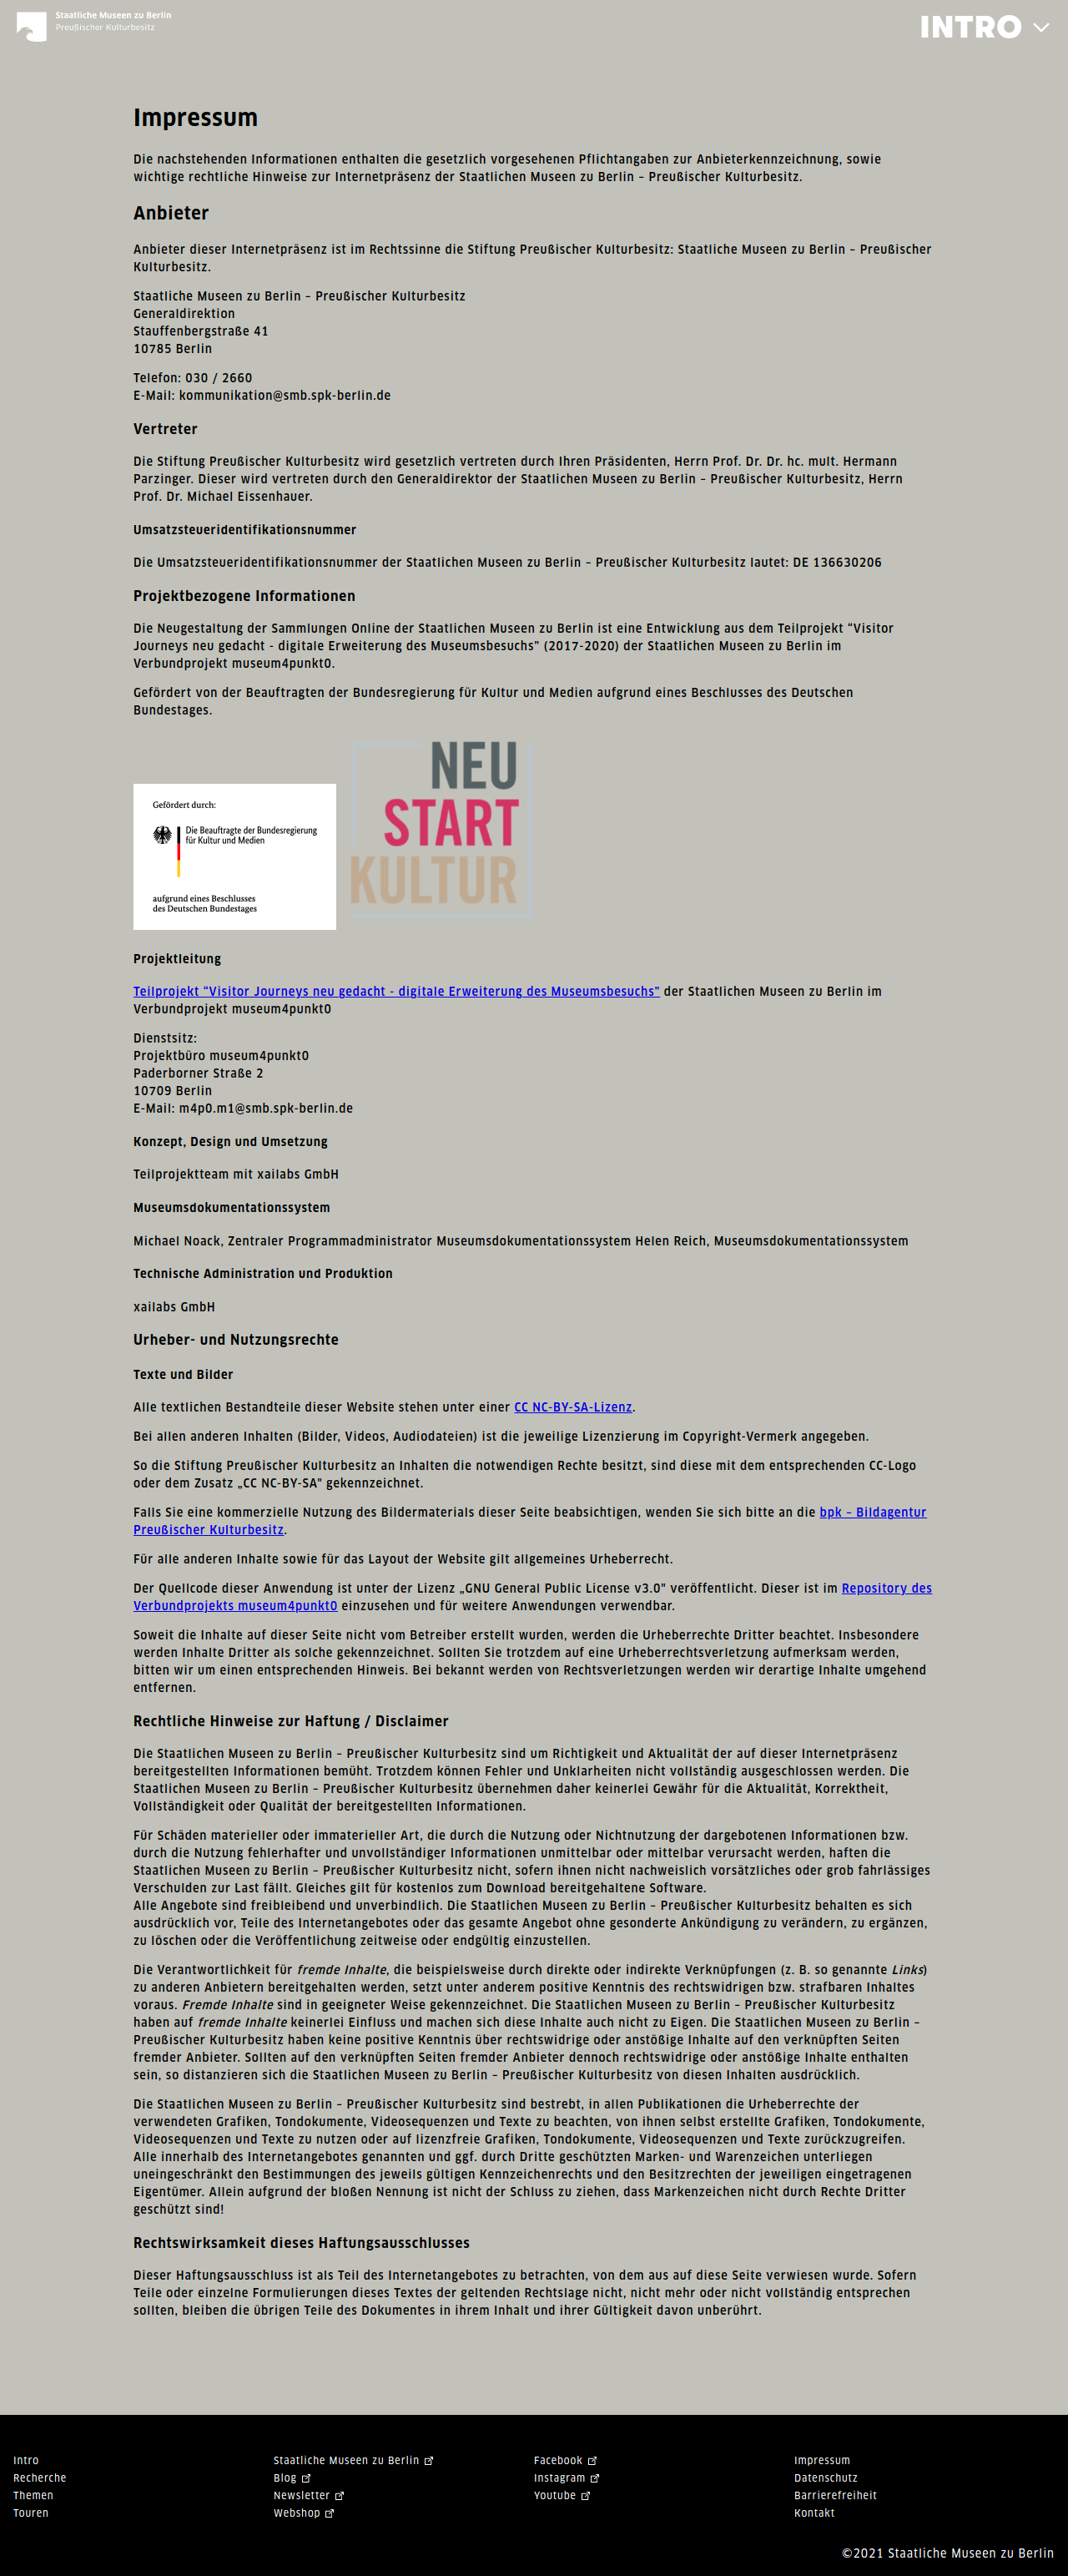 Staatliche Museen zu Berlin
Preußischer Kulturbesitz
INTRO
Impressum
Die nachstehenden Informationen enthalten die gesetzlich vorgesehenen Pflichtangaben zur Anbieterkennzeichnung, sowie
wichtige rechtliche Hinweise zur Internetpräsenz der Staatlichen Museen zu Berlin – Preußischer Kulturbesitz.
Anbieter
Anbieter dieser Internetpräsenz ist im Rechtssinne die Stiftung Preußischer Kulturbesitz: Staatliche Museen zu Berlin – Preußischer
Kulturbesitz.
Staatliche Museen zu Berlin – Preußischer Kulturbesitz
Generaldirektion
Stauffenbergstraße 41
10785 Berlin
Telefon: 030 / 2660
E-Mail: kommunikation@smb.spk-berlin.de
Vertreter
Die Stiftung Preußischer Kulturbesitz wird gesetzlich vertreten durch Ihren Präsidenten, Herrn Prof. Dr. Dr. hc. mult. Hermann
Parzinger. Dieser wird vertreten durch den Generaldirektor der Staatlichen Museen zu Berlin – Preußischer Kulturbesitz, Herrn
Prof. Dr. Michael Eissenhauer.
Umsatzsteueridentifikationsnummer
Die Umsatzsteueridentifikationsnummer der Staatlichen Museen zu Berlin – Preußischer Kulturbesitz lautet: DE 136630206
Projektbezogene Informationen
Die Neugestaltung der Sammlungen Online der Staatlichen Museen zu Berlin ist eine Entwicklung aus dem Teilprojekt “Visitor
Journeys neu gedacht - digitale Erweiterung des Museumsbesuchs” (2017-2020) der Staatlichen Museen zu Berlin im
Verbundprojekt museum4punkt0.
Gefördert von der Beauftragten der Bundesregierung für Kultur und Medien aufgrund eines Beschlusses des Deutschen
Bundestages.
Gefördert durch:
Die Beauftragte der Bundesregierung
für Kultur und Medien
aufgrund eines Beschlusses
des Deutschen Bundestages
NEU
START
KULTUR
Projektleitung
Teilprojekt “Visitor Journeys neu gedacht - digitale Erweiterung des Museumsbesuchs” der Staatlichen Museen zu Berlin im
Verbundprojekt museum4punkt0
Dienstsitz:
Projektbüro museum4punkt0
Paderborner Straße 2
10709 Berlin
E-Mail: m4p0.m1@smb.spk-berlin.de
Konzept, Design und Umsetzung
Teilprojektteam mit xailabs GmbH
Museumsdokumentationssystem
Michael Noack, Zentraler Programmadministrator Museumsdokumentationssystem Helen Reich, Museumsdokumentationssystem
Technische Administration und Produktion
xailabs GmbH
Urheber- und Nutzungsrechte
Texte und Bilder
Alle textlichen Bestandteile dieser Website stehen unter einer CC NC-BY-SA-Lizenz.
Bei allen anderen Inhalten (Bilder, Videos, Audiodateien) ist die jeweilige Lizenzierung im Copyright-Vermerk angegeben.
So die Stiftung Preußischer Kulturbesitz an Inhalten die notwendigen Rechte besitzt, sind diese mit dem entsprechenden CC-Logo
oder dem Zusatz „CC NC-BY-SA" gekennzeichnet.
Falls Sie eine kommerzielle Nutzung des Bildermaterials dieser Seite beabsichtigen, wenden Sie sich bitte an die bpk – Bildagentur
Preußischer Kulturbesitz.
Für alle anderen Inhalte sowie für das Layout der Website gilt allgemeines Urheberrecht.
Der Quellcode dieser Anwendung ist unter der Lizenz „GNU General Public License v3.0" veröffentlicht. Dieser ist im Repository des
Verbundprojekts museum4punkt0 einzusehen und für weitere Anwendungen verwendbar.
Soweit die Inhalte auf dieser Seite nicht vom Betreiber erstellt wurden, werden die Urheberrechte Dritter beachtet. Insbesondere
werden Inhalte Dritter als solche gekennzeichnet. Sollten Sie trotzdem auf eine Urheberrechtsverletzung aufmerksam werden,
bitten wir um einen entsprechenden Hinweis. Bei bekannt werden von Rechtsverletzungen werden wir derartige Inhalte umgehend
entfernen.
Rechtliche Hinweise zur Haftung / Disclaimer
Die Staatlichen Museen zu Berlin – Preußischer Kulturbesitz sind um Richtigkeit und Aktualität der auf dieser Internetpräsenz
bereitgestellten Informationen bemüht. Trotzdem können Fehler und Unklarheiten nicht vollständig ausgeschlossen werden. Die
Staatlichen Museen zu Berlin – Preußischer Kulturbesitz übernehmen daher keinerlei Gewähr für die Aktualität, Korrektheit,
Vollständigkeit oder Qualität der bereitgestellten Informationen.
Für Schäden materieller oder immaterieller Art, die durch die Nutzung oder Nichtnutzung der dargebotenen Informationen bzw.
durch die Nutzung fehlerhafter und unvollständiger Informationen unmittelbar oder mittelbar verursacht werden, haften die
Staatlichen Museen zu Berlin – Preußischer Kulturbesitz nicht, sofern ihnen nicht nachweislich vorsätzliches oder grob fahrlässiges
Verschulden zur Last fällt. Gleiches gilt für kostenlos zum Download bereitgehaltene Software.
Alle Angebote sind freibleibend und unverbindlich. Die Staatlichen Museen zu Berlin – Preußischer Kulturbesitz behalten es sich
ausdrücklich vor, Teile des Internetangebotes oder das gesamte Angebot ohne gesonderte Ankündigung zu verändern, zu ergänzen,
zu löschen oder die Veröffentlichung zeitweise oder endgültig einzustellen.
Die Verantwortlichkeit für fremde Inhalte, die beispielsweise durch direkte oder indirekte Verknüpfungen (z. B. so genannte Links)
zu anderen Anbietern bereitgehalten werden, setzt unter anderem positive Kenntnis des rechtswidrigen bzw. strafbaren Inhaltes
voraus. Fremde Inhalte sind in geeigneter Weise gekennzeichnet. Die Staatlichen Museen zu Berlin – Preußischer Kulturbesitz
haben auf fremde Inhalte keinerlei Einfluss und machen sich diese Inhalte auch nicht zu Eigen. Die Staatlichen Museen zu Berlin –
Preußischer Kulturbesitz haben keine positive Kenntnis über rechtswidrige oder anstößige Inhalte auf den verknüpften Seiten
fremder Anbieter. Sollten auf den verknüpften Seiten fremder Anbieter dennoch rechtswidrige oder anstößige Inhalte enthalten
sein, so distanzieren sich die Staatlichen Museen zu Berlin – Preußischer Kulturbesitz von diesen Inhalten ausdrücklich.
Die Staatlichen Museen zu Berlin – Preußischer Kulturbesitz sind bestrebt, in allen Publikationen die Urheberrechte der
verwendeten Grafiken, Tondokumente, Videosequenzen und Texte zu beachten, von ihnen selbst erstellte Grafiken, Tondokumente,
Videosequenzen und Texte zu nutzen oder auf lizenzfreie Grafiken, Tondokumente, Videosequenzen und Texte zurückzugreifen.
Alle innerhalb des Internetangebotes genannten und ggf. durch Dritte geschützten Marken- und Warenzeichen unterliegen
uneingeschränkt den Bestimmungen des jeweils gültigen Kennzeichenrechts und den Besitzrechten der jeweiligen eingetragenen
Eigentümer. Allein aufgrund der bloßen Nennung ist nicht der Schluss zu ziehen, dass Markenzeichen nicht durch Rechte Dritter
geschützt sind!
Rechtswirksamkeit dieses Haftungsausschlusses
Dieser Haftungsausschluss ist als Teil des Internetangebotes zu betrachten, von dem aus auf diese Seite verwiesen wurde. Sofern
Teile oder einzelne Formulierungen dieses Textes der geltenden Rechtslage nicht, nicht mehr oder nicht vollständig entsprechen
sollten, bleiben die übrigen Teile des Dokumentes in ihrem Inhalt und ihrer Gültigkeit davon unberührt.
Intro
Recherche
Themen
Touren
Staatliche Museen zu Berlin
Blog
Newsletter
Webshop
Facebook
Instagram
Youtube
Impressum
Datenschutz
Barrierefreiheit
Kontakt
©2021 Staatliche Museen zu Berlin